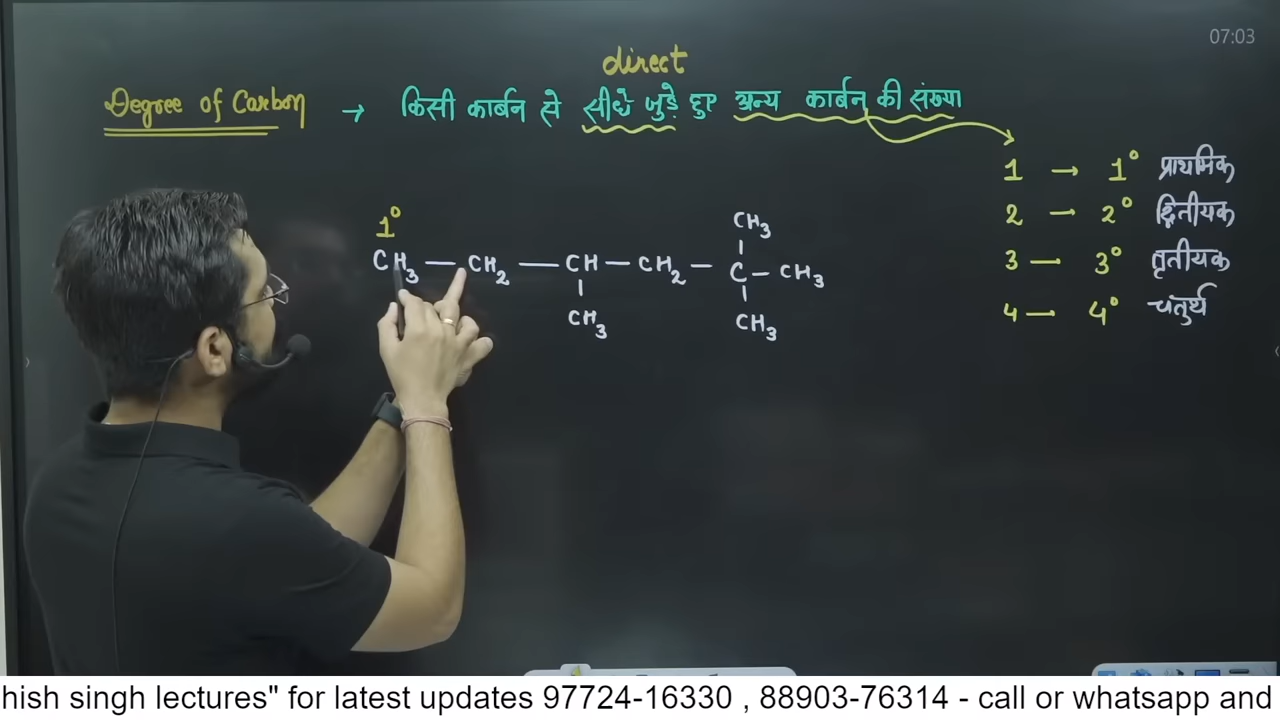 07:03
direct
Degree of Carbon → किसी कार्बन से सीधे जुड़े हुए अन्य कार्बन की संख्या
1 → 1° प्राथमिक
2 → 2° द्वितीयक
3 → 3° तृतीयक
4 → 4° चतुर्थ
1°
CH₃
CH₃ — CH₂ — CH — CH₂ — C — CH₃
CH₃ CH₃
hish singh lectures" for latest updates 97724-16330 , 88903-76314 - call or whatsapp and